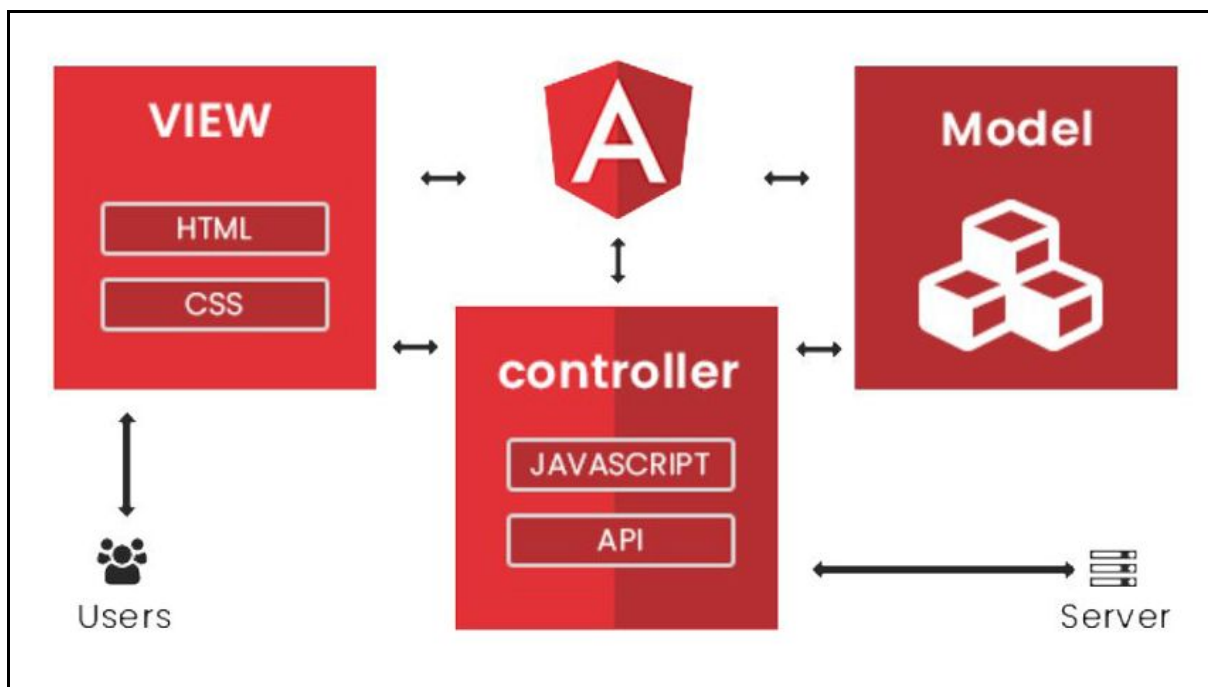 VIEW
HTML
CSS
A
Model
controller
JAVASCRIPT
API
Users
Server